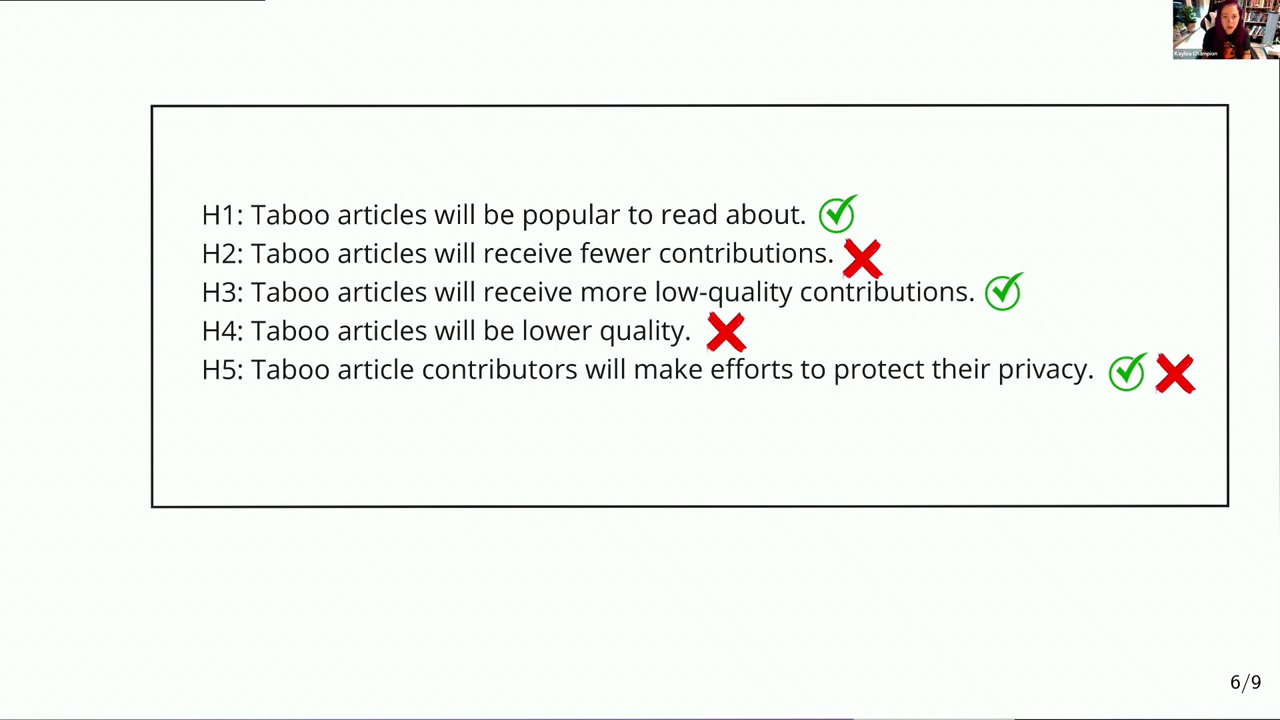 Kaylea Champion
H1: Taboo articles will be popular to read about.
H2: Taboo articles will receive fewer contributions.
H3: Taboo articles will receive more low-quality contributions.
H4: Taboo articles will be lower quality.
H5: Taboo article contributors will make efforts to protect their privacy.
6/9